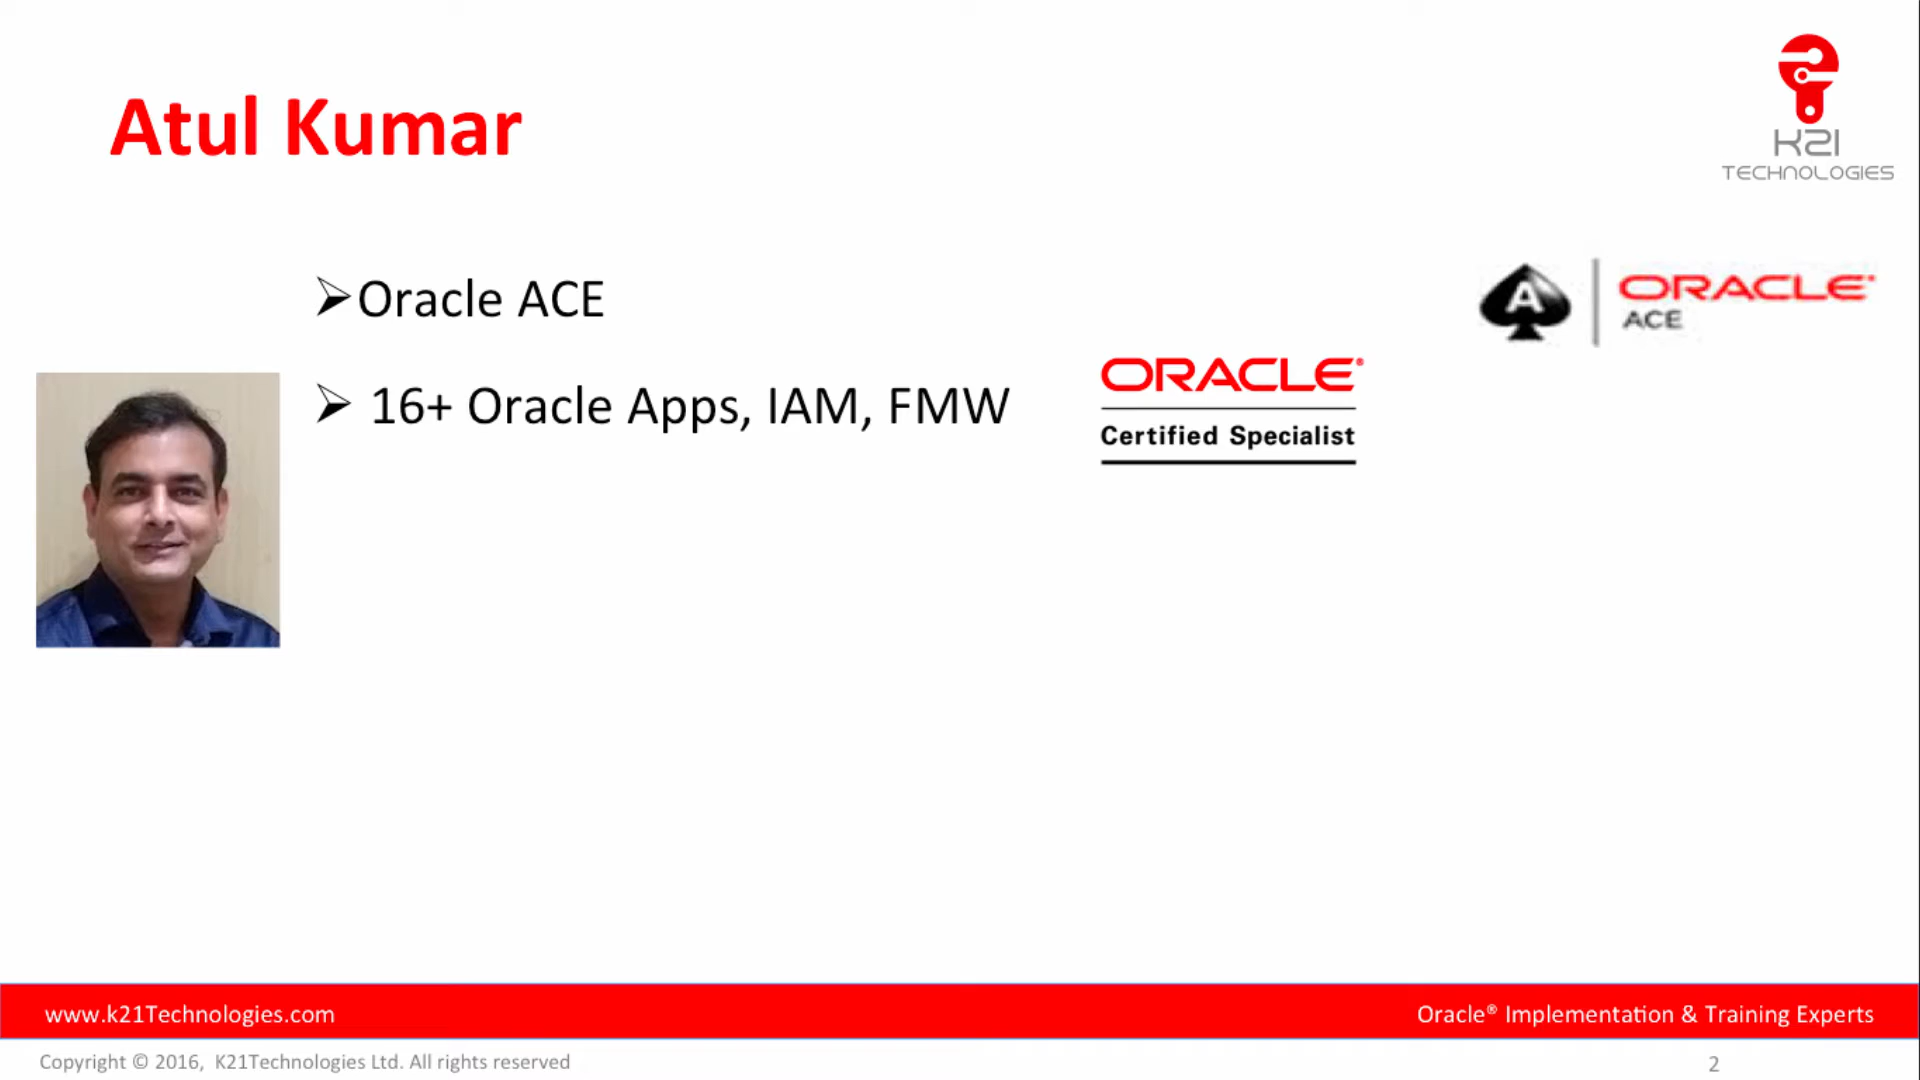 Atul Kumar
K21
TECHNOLOGIES
➢Oracle ACE
A
ORACLE®
ACE
➢ 16+ Oracle Apps, IAM, FMW
ORACLE®
Certified Specialist
www.k21Technologies.com
Oracle® Implementation & Training Experts
Copyright © 2016, K21Technologies Ltd. All rights reserved
2